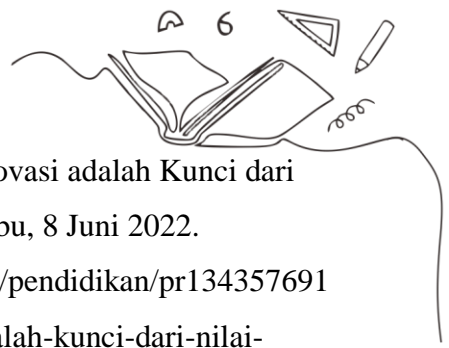 6
ovasi adalah Kunci dari
bu, 8 Juni 2022.
/pendidikan/pr134357691
alah-kunci-dari-nilai-